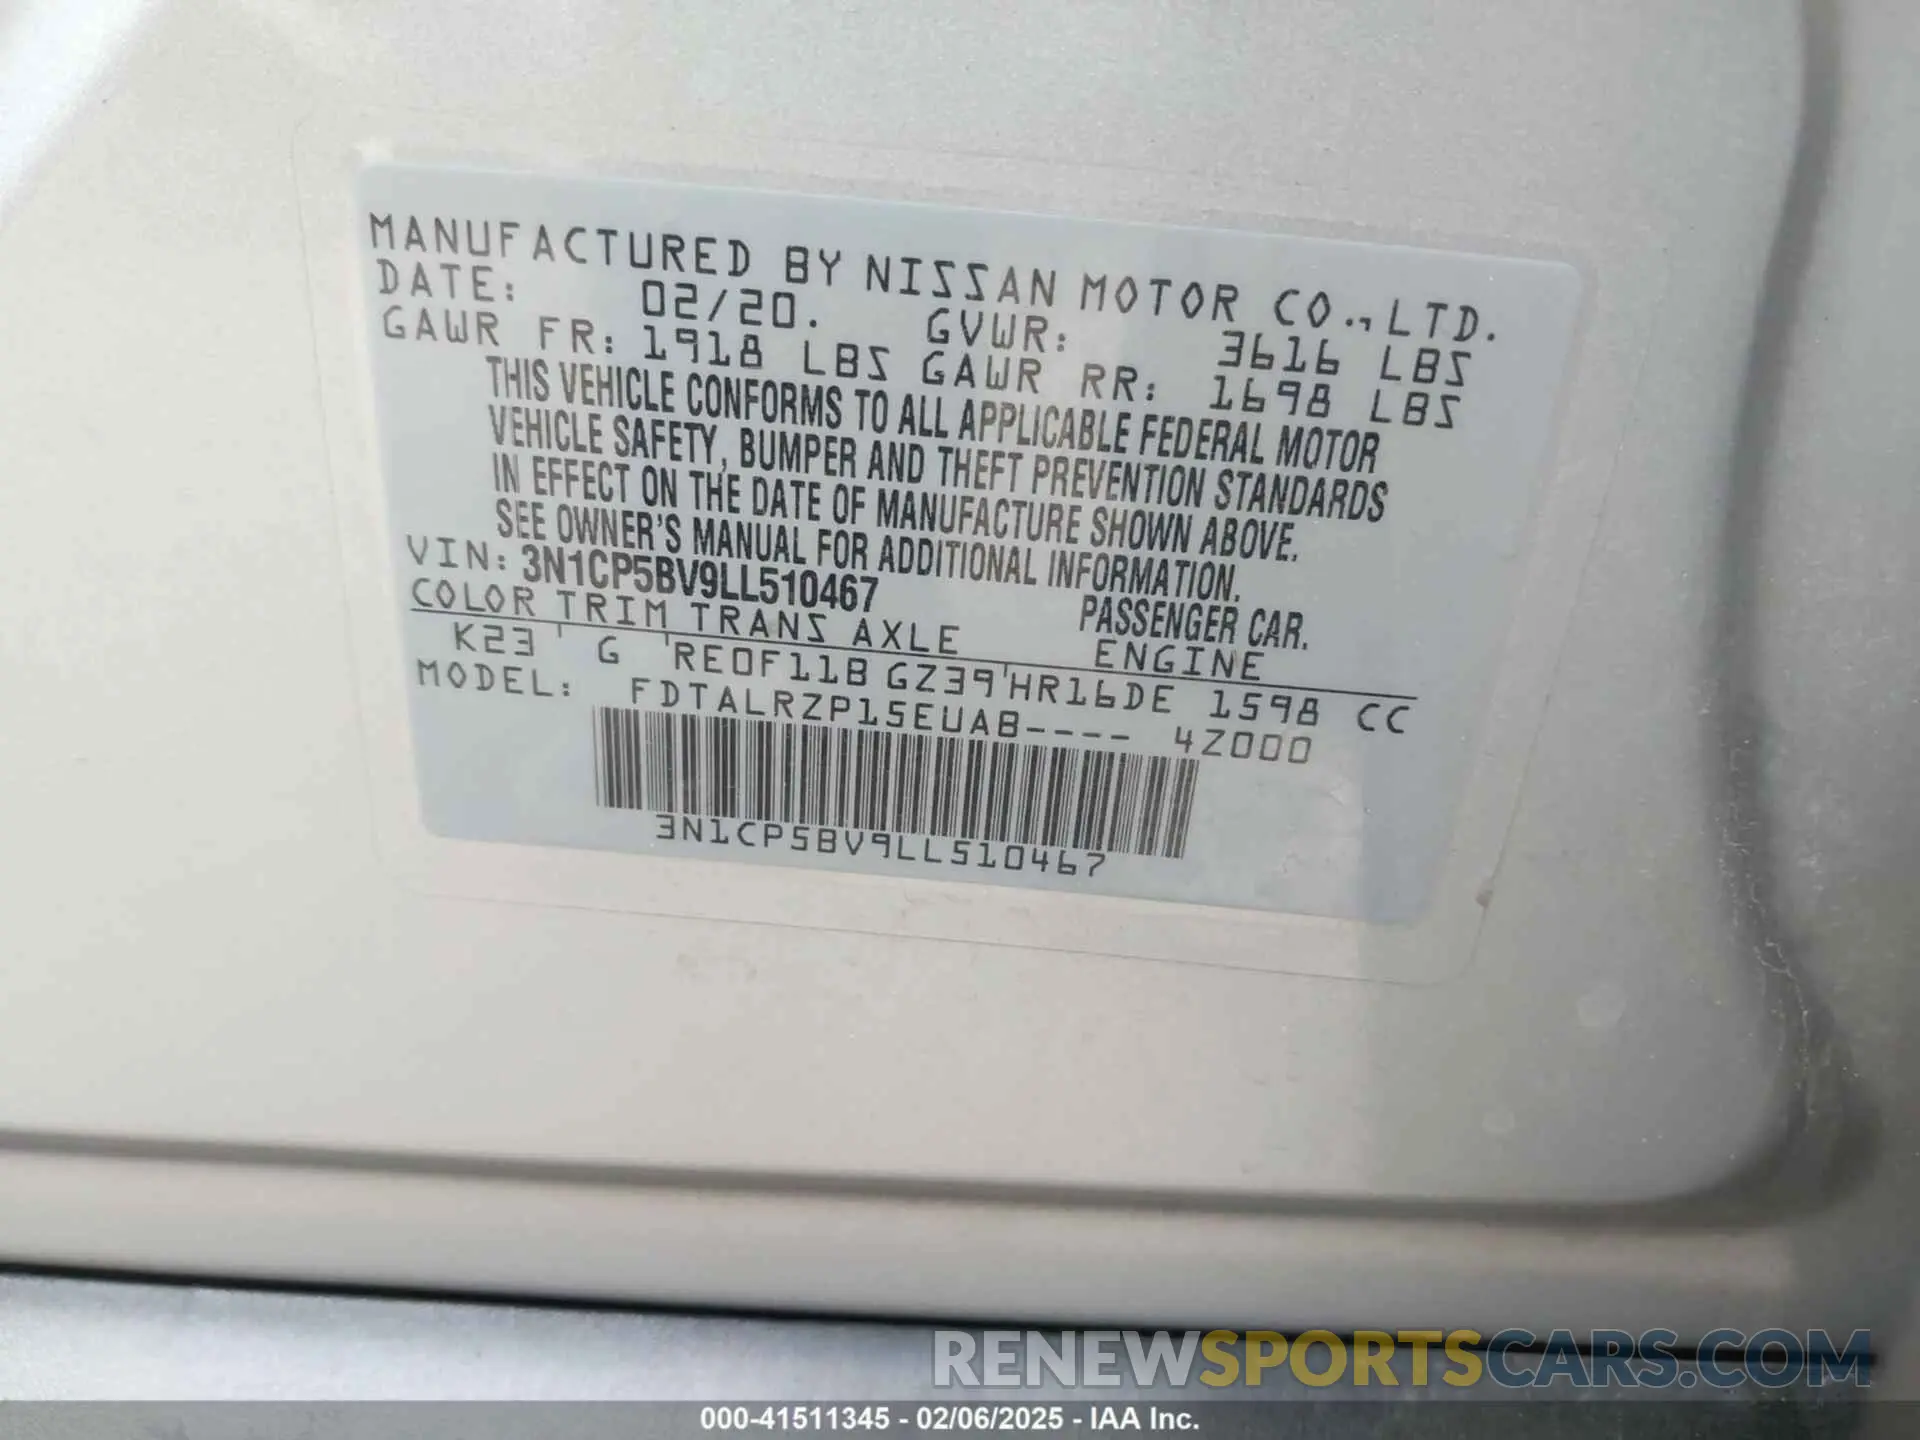 MANUFACTURED BY NISSAN MOTOR CO.,LTD.
DATE: 02/20. GVWR: 3616 LBS
GAWR FR: 1918 LBS GAWR RR: 1698 LBS
THIS VEHICLE CONFORMS TO ALL APPLICABLE FEDERAL MOTOR
VEHICLE SAFETY, BUMPER AND THEFT PREVENTION STANDARDS
IN EFFECT ON THE DATE OF MANUFACTURE SHOWN ABOVE.
SEE OWNER'S MANUAL FOR ADDITIONAL INFORMATION.
VIN: 3N1CP5BV9LL510467 PASSENGER CAR.
COLOR TRIM TRANS AXLE ENGINE
K23 ' G ' RE0F11B GZ39 ' HR16DE 1598 CC
MODEL: FDTALRZP15EUAB---- 4Z000
3N1CP5BV9LL510467
RENEWSPORTSCARS.COM
000-41511345 - 02/06/2025 - IAA Inc.